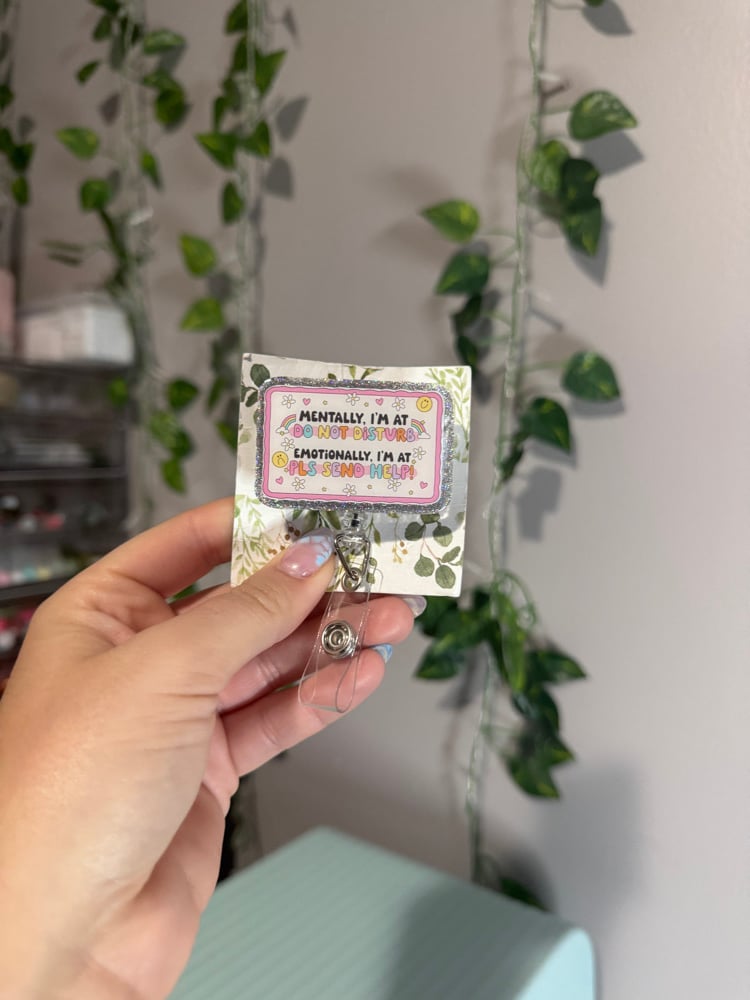 MENTALLY, I'M AT
DO NOT DISTURB.
EMOTIONALLY, I'M AT
PLS SEND HELP!